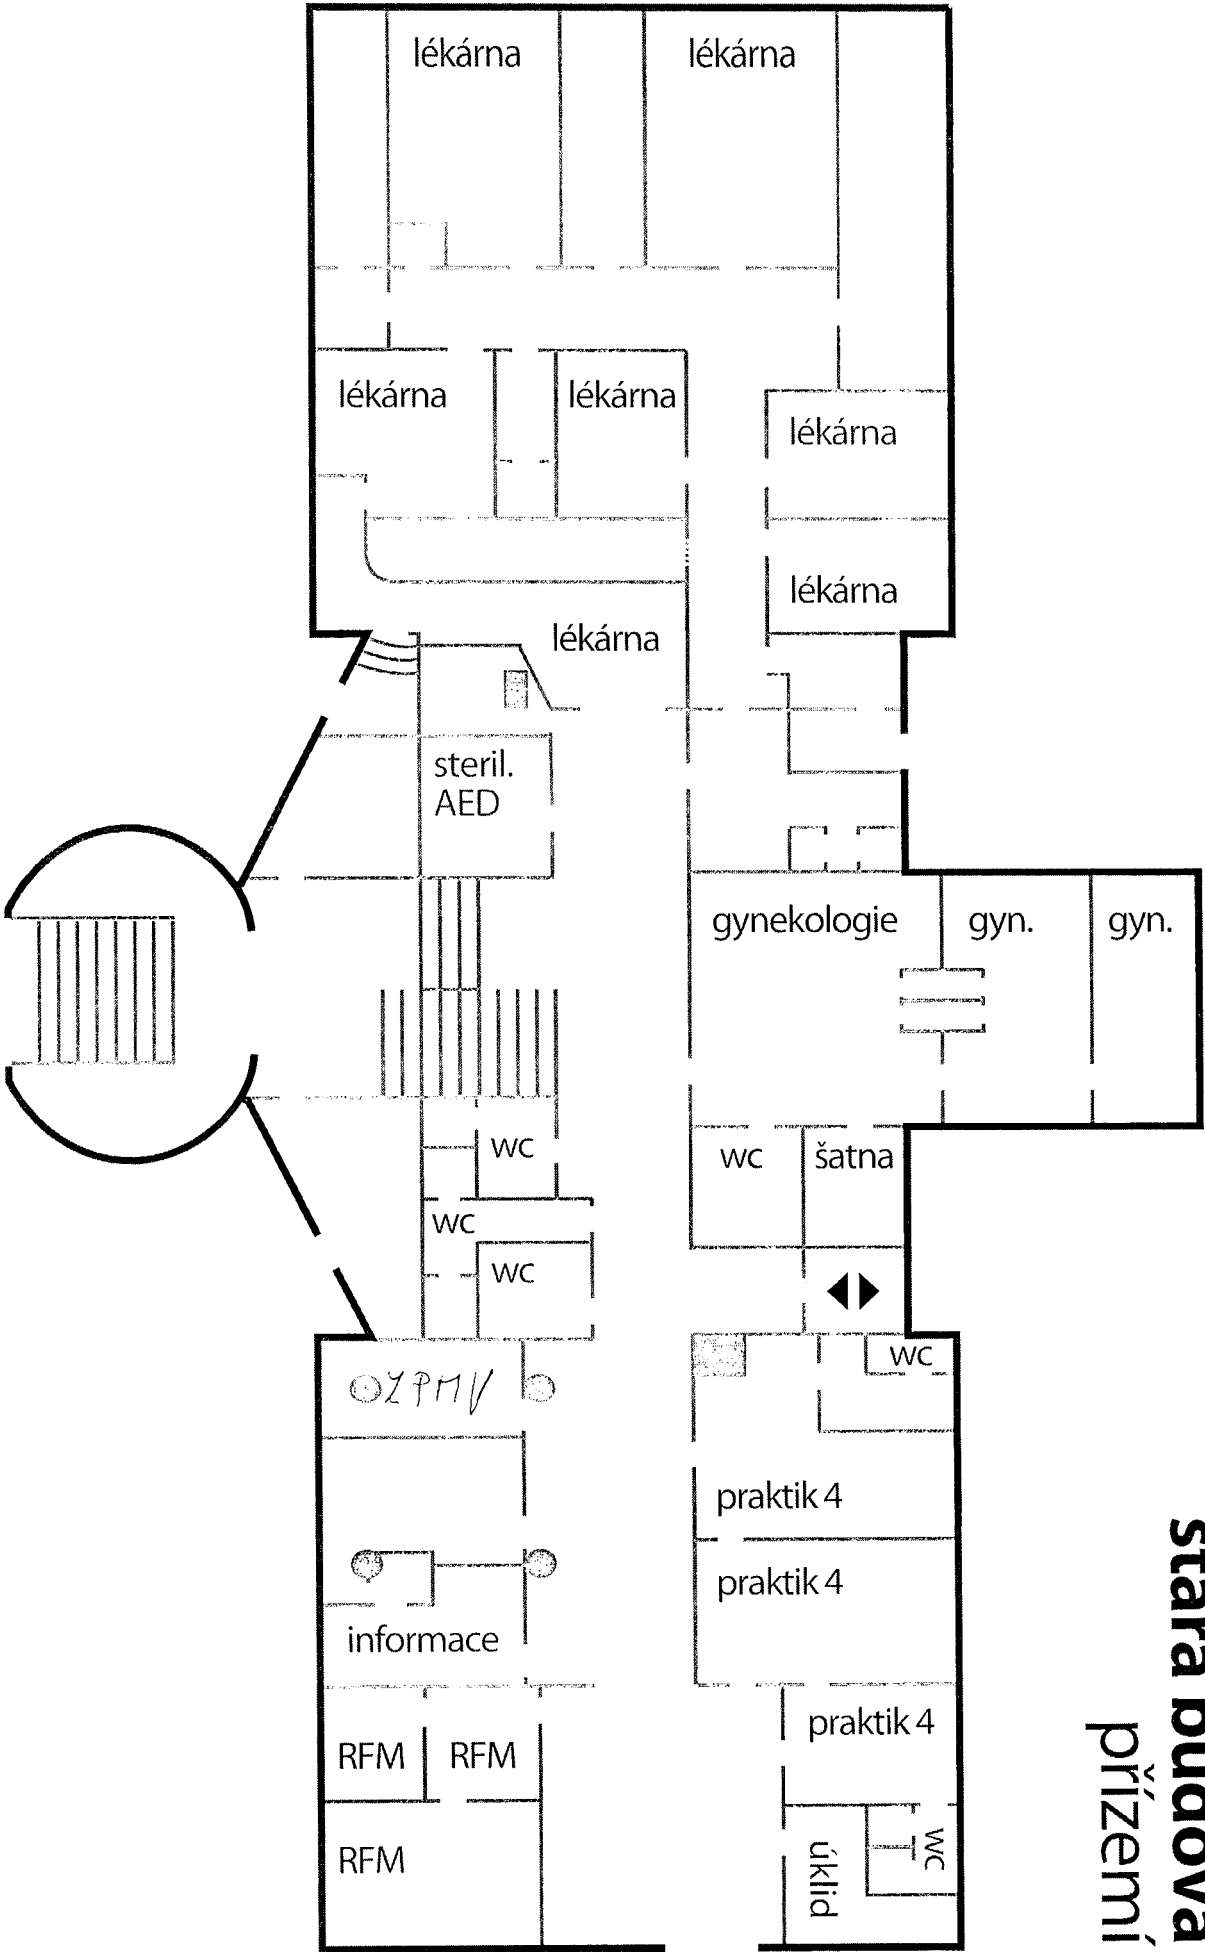 lékárna
lékárna
lékárna
lékárna
lékárna
lékárna
lékárna
steril.
AED
gynekologie
gyn.
gyn.
wc
wc
šatna
wc
wc
wc
ZPMV
praktik 4
praktik 4
informace
praktik 4
RFM
RFM
RFM
úklid
wc
stará budova
přízemí